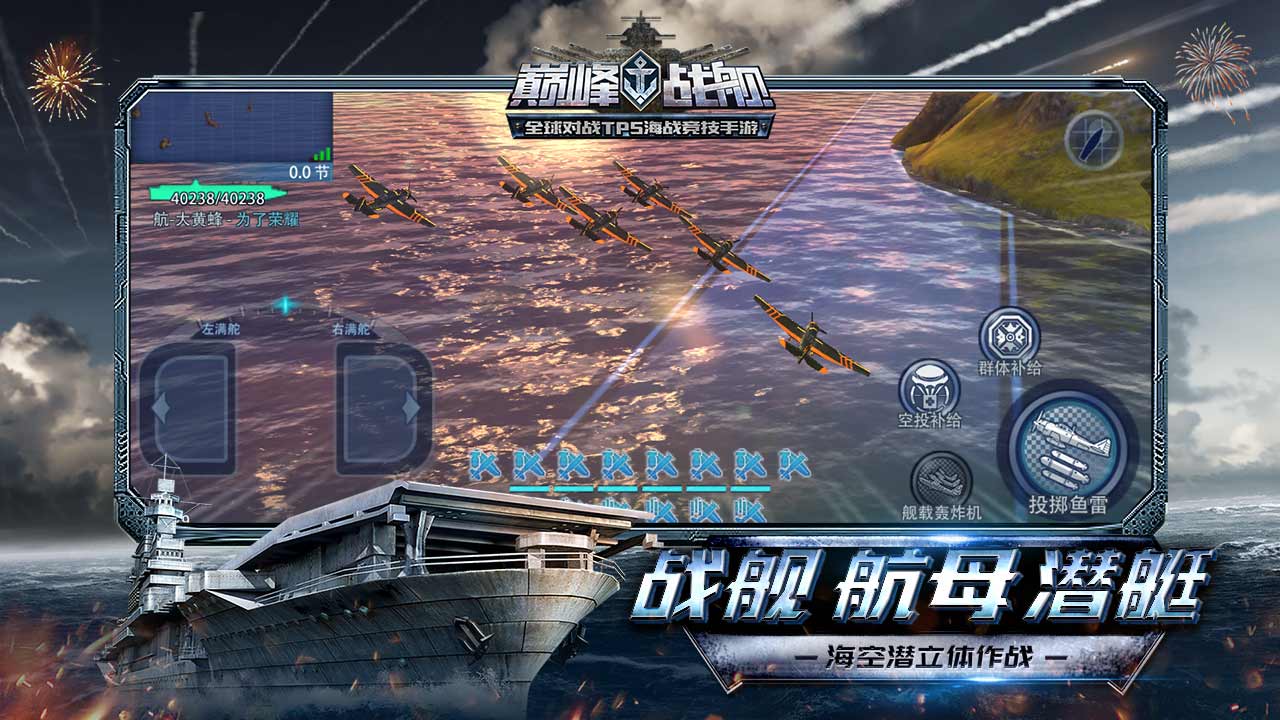 巅峰战舰
全球对战TPS海战竞技手游
0.0 节
40238/40238
航-大黄蜂 - 为了荣耀
左满舵
右满舵
群体补给
空投补给
舰载轰炸机
投掷鱼雷
战舰 航母 潜艇
— 海空潜立体作战 —